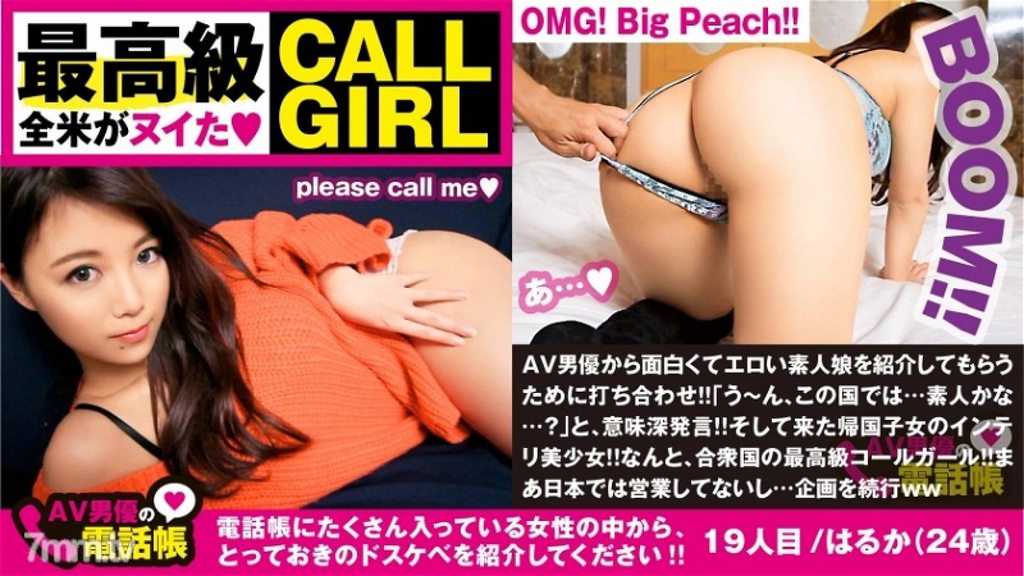 最高級
全米がヌイた♥
CALL
GIRL
please call me♥
OMG! Big Peach!!
BOOM!!
あ…♥
AV男優から面白くてエロい素人娘を紹介してもらう
ために打ち合わせ!!「う〜ん、この国では…素人かな
…?」と、意味深発言!!そして来た帰国子女のインテ
リ美少女!!なんと、合衆国の最高級コールガール!!ま
あ日本では営業してないし…企画を続行ww
AV男優の
電話帳
AV男優の
電話帳
電話帳にたくさん入っている女性の中から、
とっておきのドスケベを紹介してください!!
19人目/はるか(24歳)